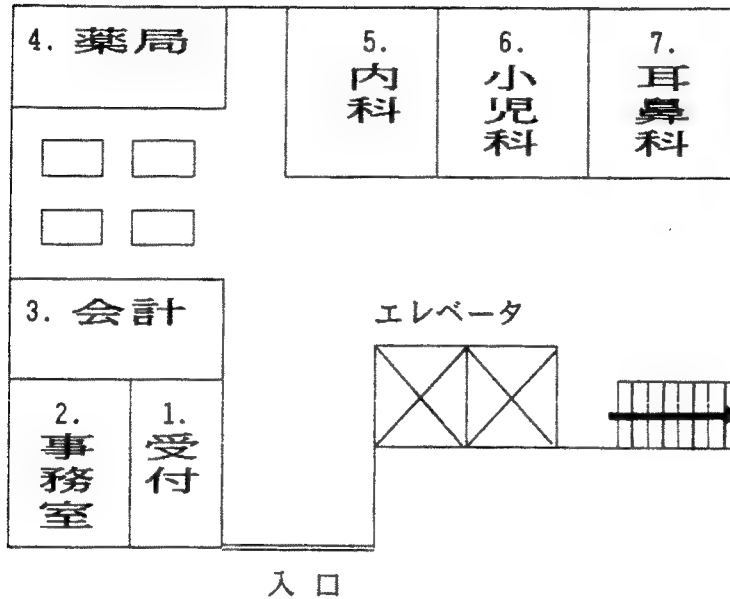 4. 薬局
5. 内科
6. 小児科
7. 耳鼻科
3. 会計
エレベータ
2. 事務室
1. 受付
入口